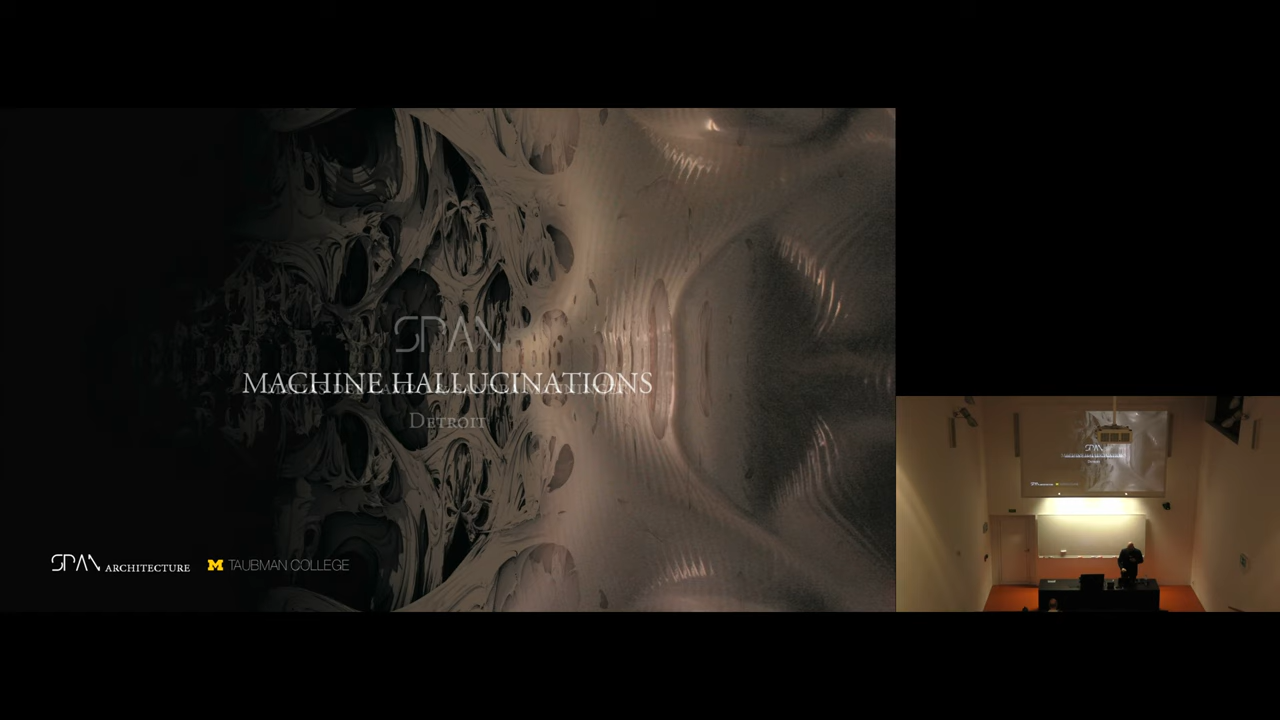 SPAN
MACHINE HALLUCINATIONS
DETROIT
SPAN ARCHITECTURE
M TAUBMAN COLLEGE